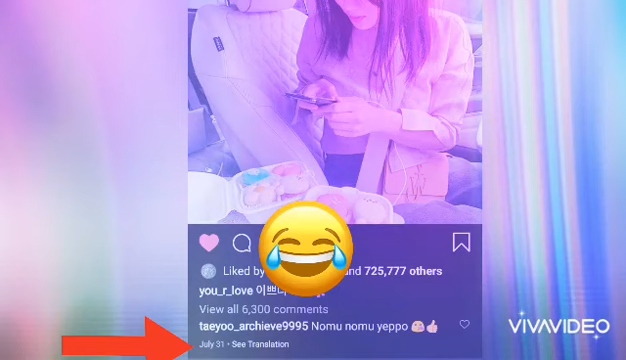 Liked by and 725,777 others
you_r_love 이쁘
View all 6,300 comments
taeyoo_archieve9995 Nomu nomu yeppo
July 31 • See Translation
VIVAVIDEO